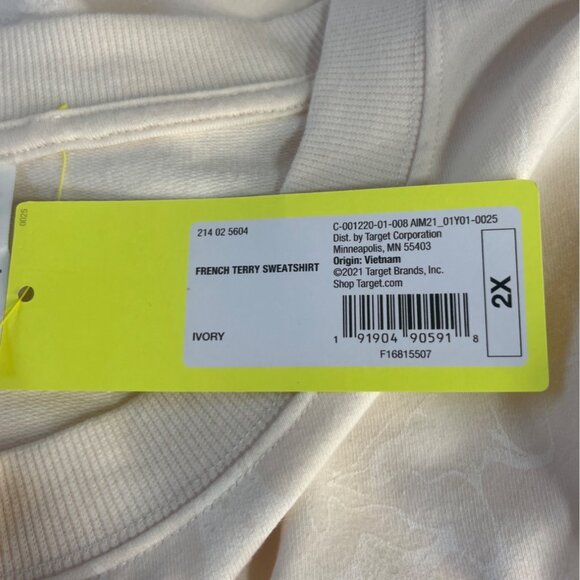 0025
214 02 5604
FRENCH TERRY SWEATSHIRT
IVORY
C-001220-01-008 AIM21_01Y01-0025
Dist. by Target Corporation
Minneapolis, MN 55403
Origin: Vietnam
©2021 Target Brands, Inc.
Shop Target.com
1 91904 90591 8
F16815507
2X